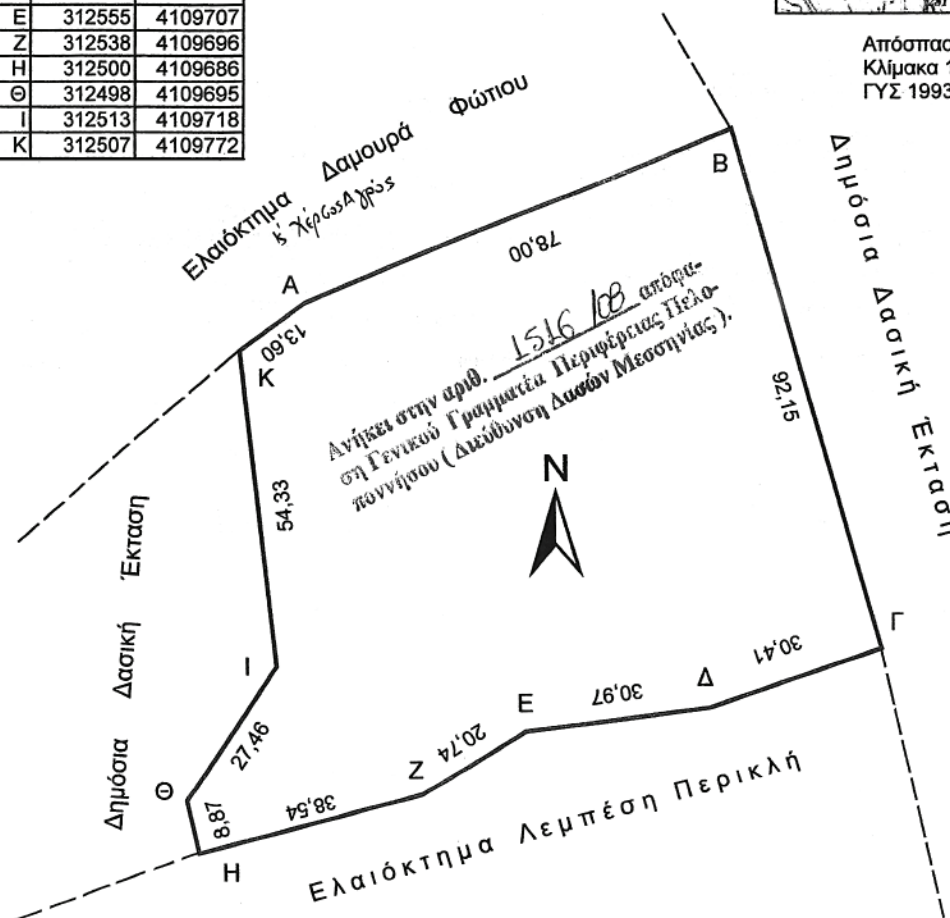 Ε 312555 4109707
Ζ 312538 4109696
Η 312500 4109686
Θ 312498 4109695
Ι 312513 4109718
Κ 312507 4109772
Απόσπασ
Κλίμακα 1
ΓΥΣ 1993
Ελαιόκτημα Δαμουρά Φώτιου
κ' Χέρσος Αγρός
Δημόσια Δασική Έκταση
Α
Β
78,00
13,60
Κ
Ανήκει στην αριθ. 1516/08 απόφα-
ση Γενικού Γραμματέα Περιφέρειας Πελο-
ποννήσου (Διεύθυνση Δασών Μεσσηνίας).
92,15
N
54,33
Δημόσια Δασική Έκταση
Ι
Γ
30,41
Δ
30,97
Ε
20,74
Ζ
27,46
Θ
8,87
38,54
Η
Ελαιόκτημα Λεμπέση Περικλή